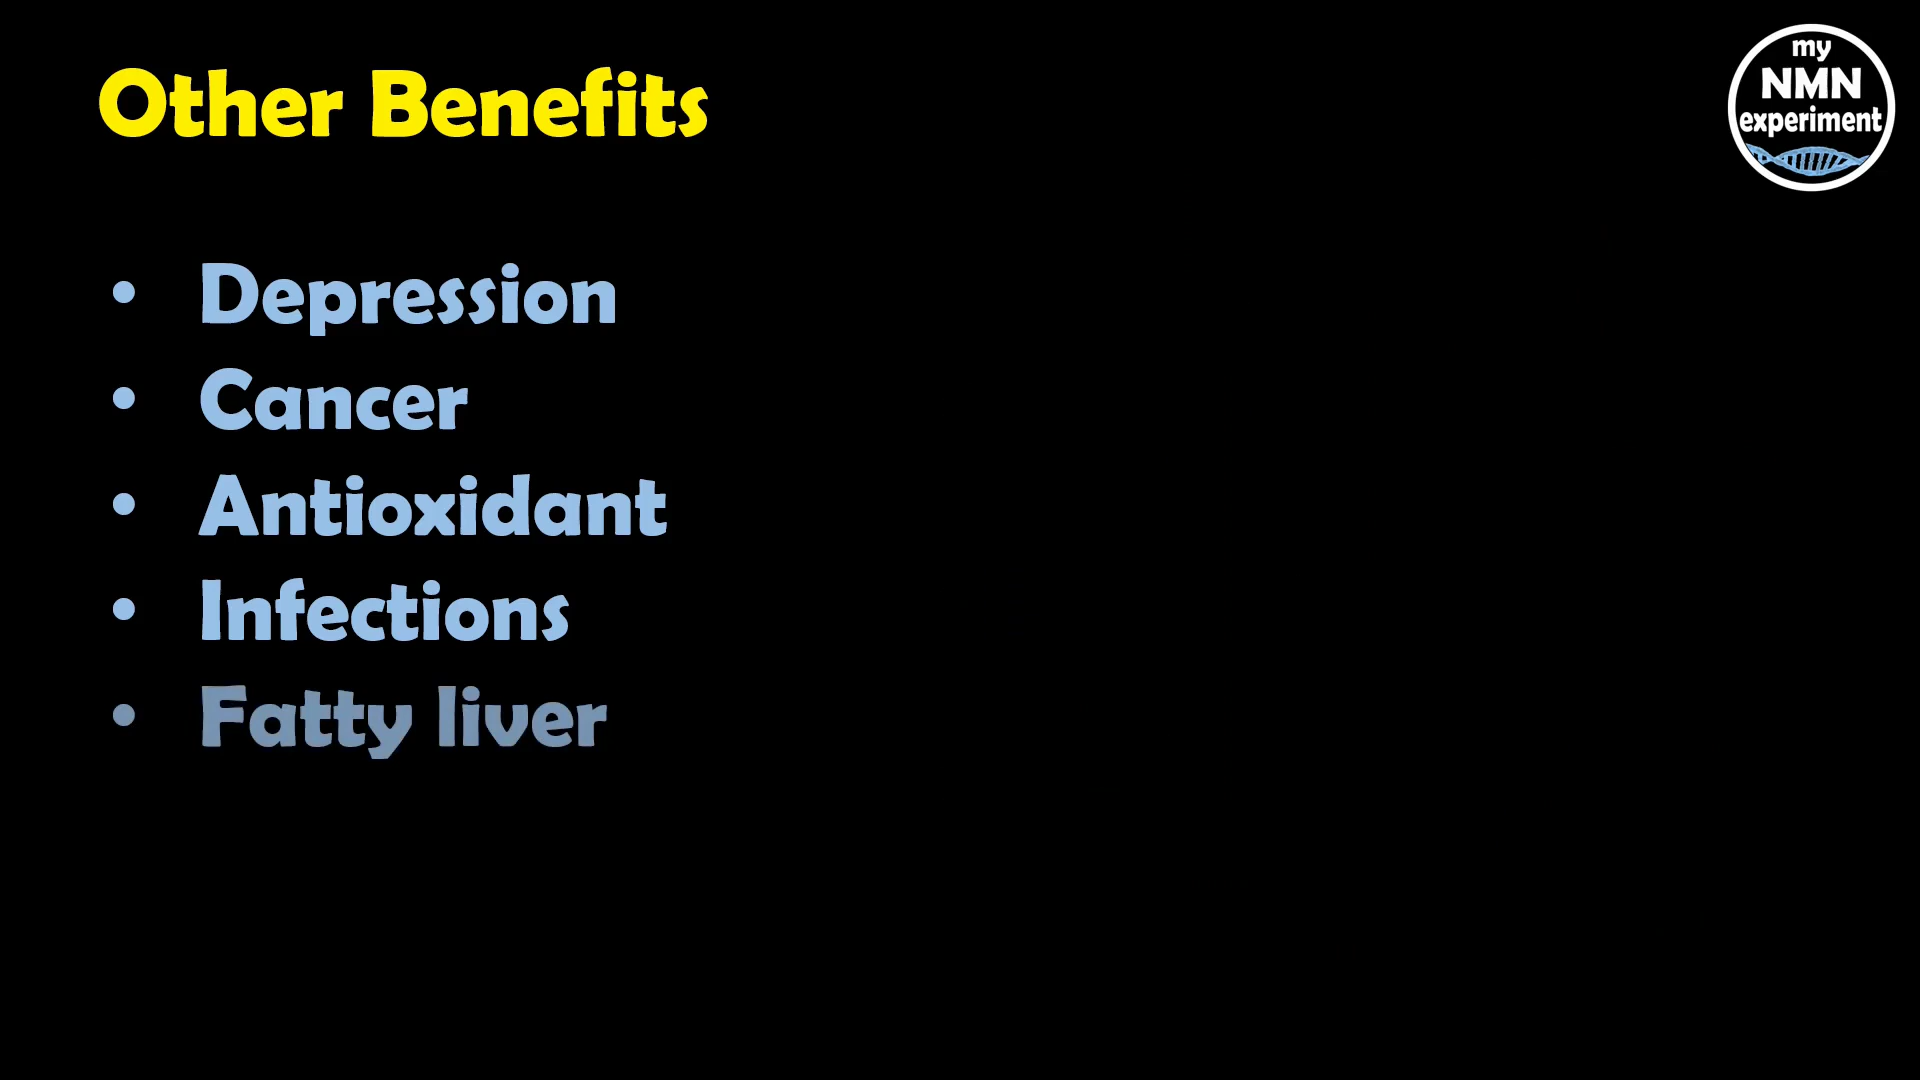 Other Benefits
my
NMN
experiment
• Depression
• Cancer
• Antioxidant
• Infections
• Fatty liver